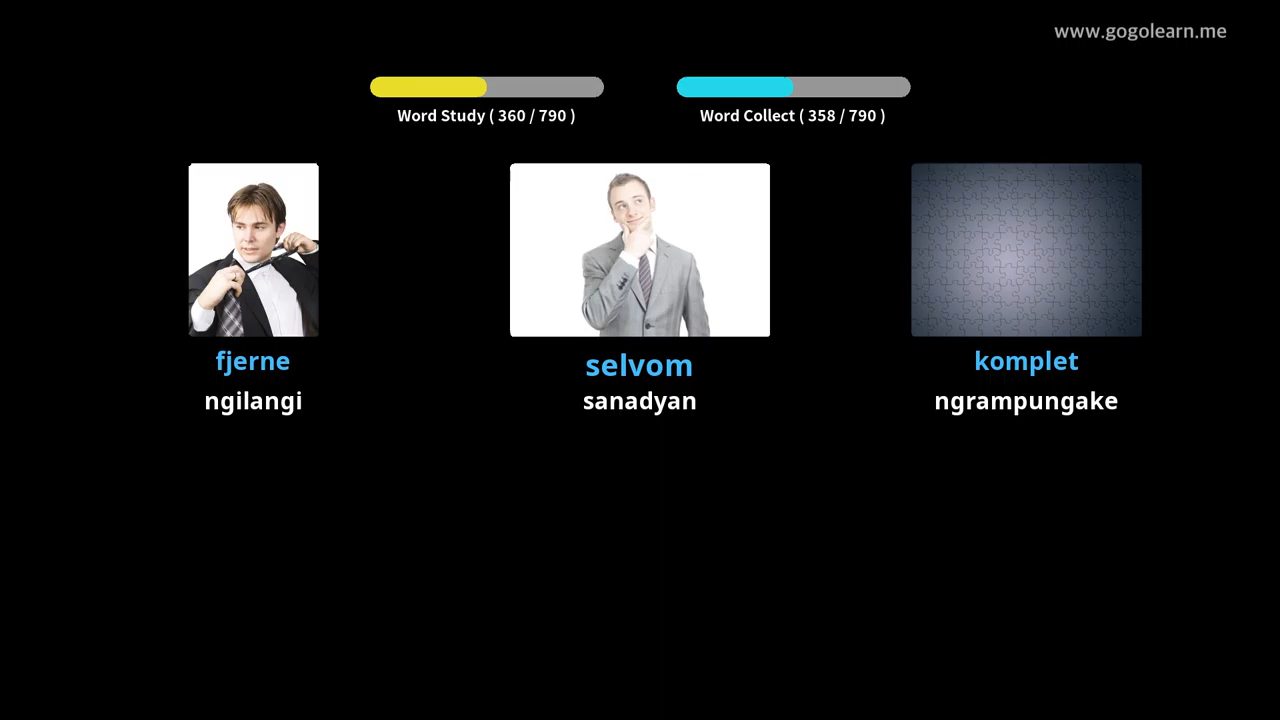 www.gogolearn.me
Word Study ( 360 / 790 )
Word Collect ( 358 / 790 )
fjerne
selvom
komplet
ngilangi
sanadyan
ngrampungake